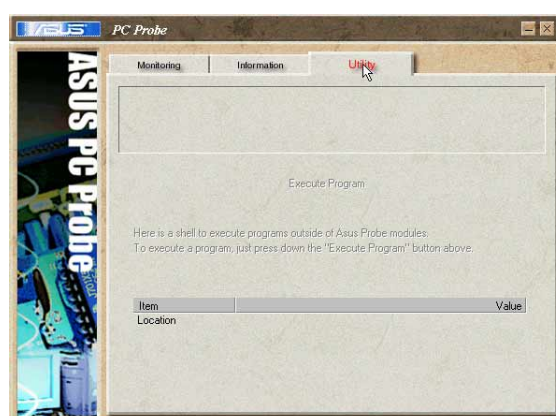 ASUS PC Probe
ASUS PC Probe
Monitoring Information Utility
Execute Program
Here is a shell to execute programs outside of Asus Probe modules.
To execute a program, just press down the "Execute Program" button above.
Item Value
Location